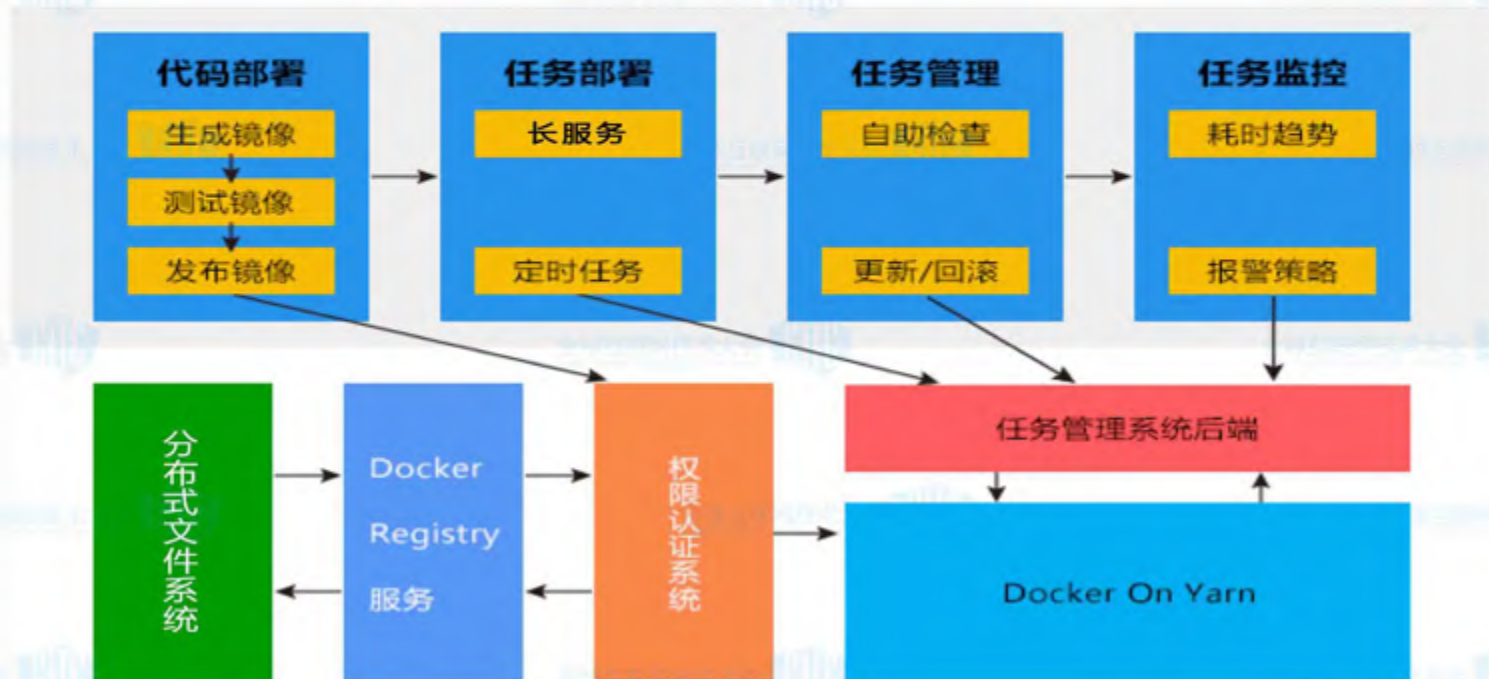 代码部署
生成镜像
测试镜像
发布镜像
任务部署
长服务
定时任务
任务管理
自助检查
更新/回滚
任务监控
耗时趋势
报警策略
分布式文件系统
Docker
Registry
服务
权限认证系统
任务管理系统后端
Docker On Yarn